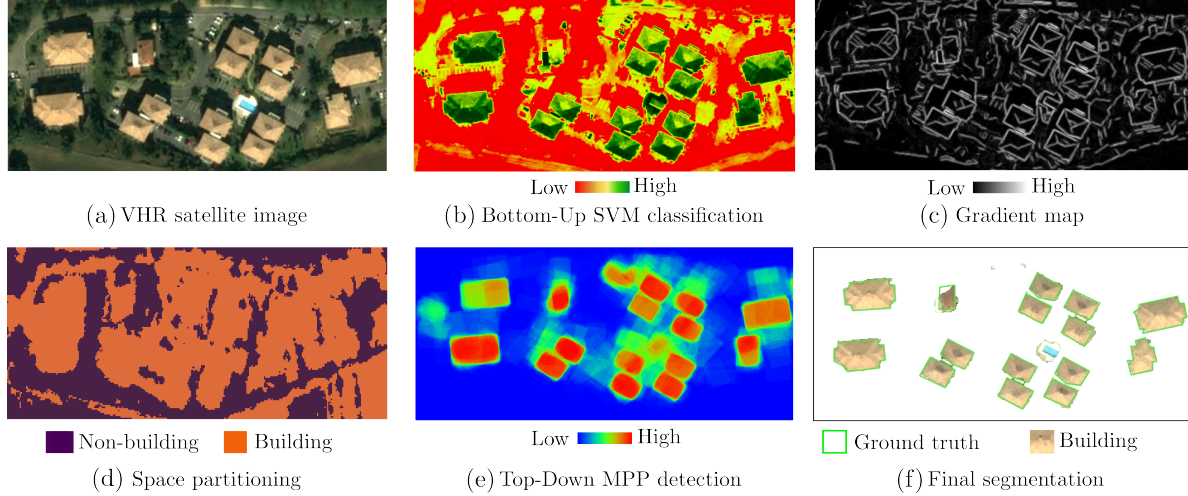 Low High
Low High
(a) VHR satellite image
(b) Bottom-Up SVM classification
(c) Gradient map
Non-building Building
Low High
Ground truth Building
(d) Space partitioning
(e) Top-Down MPP detection
(f) Final segmentation